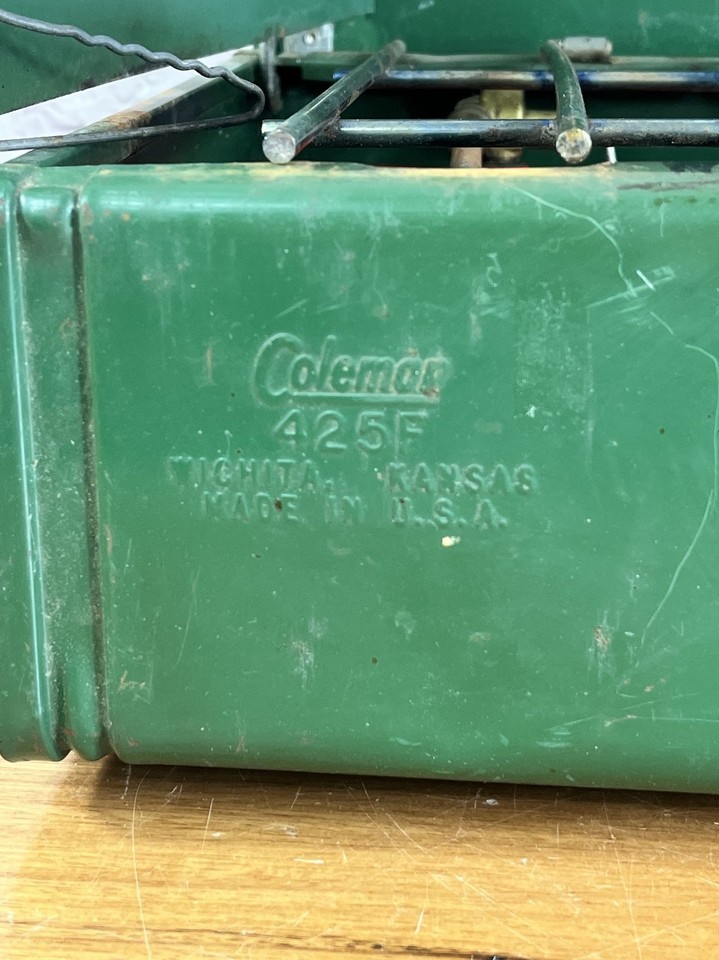 Coleman
425F
WICHITA, KANSAS
MADE IN U.S.A.